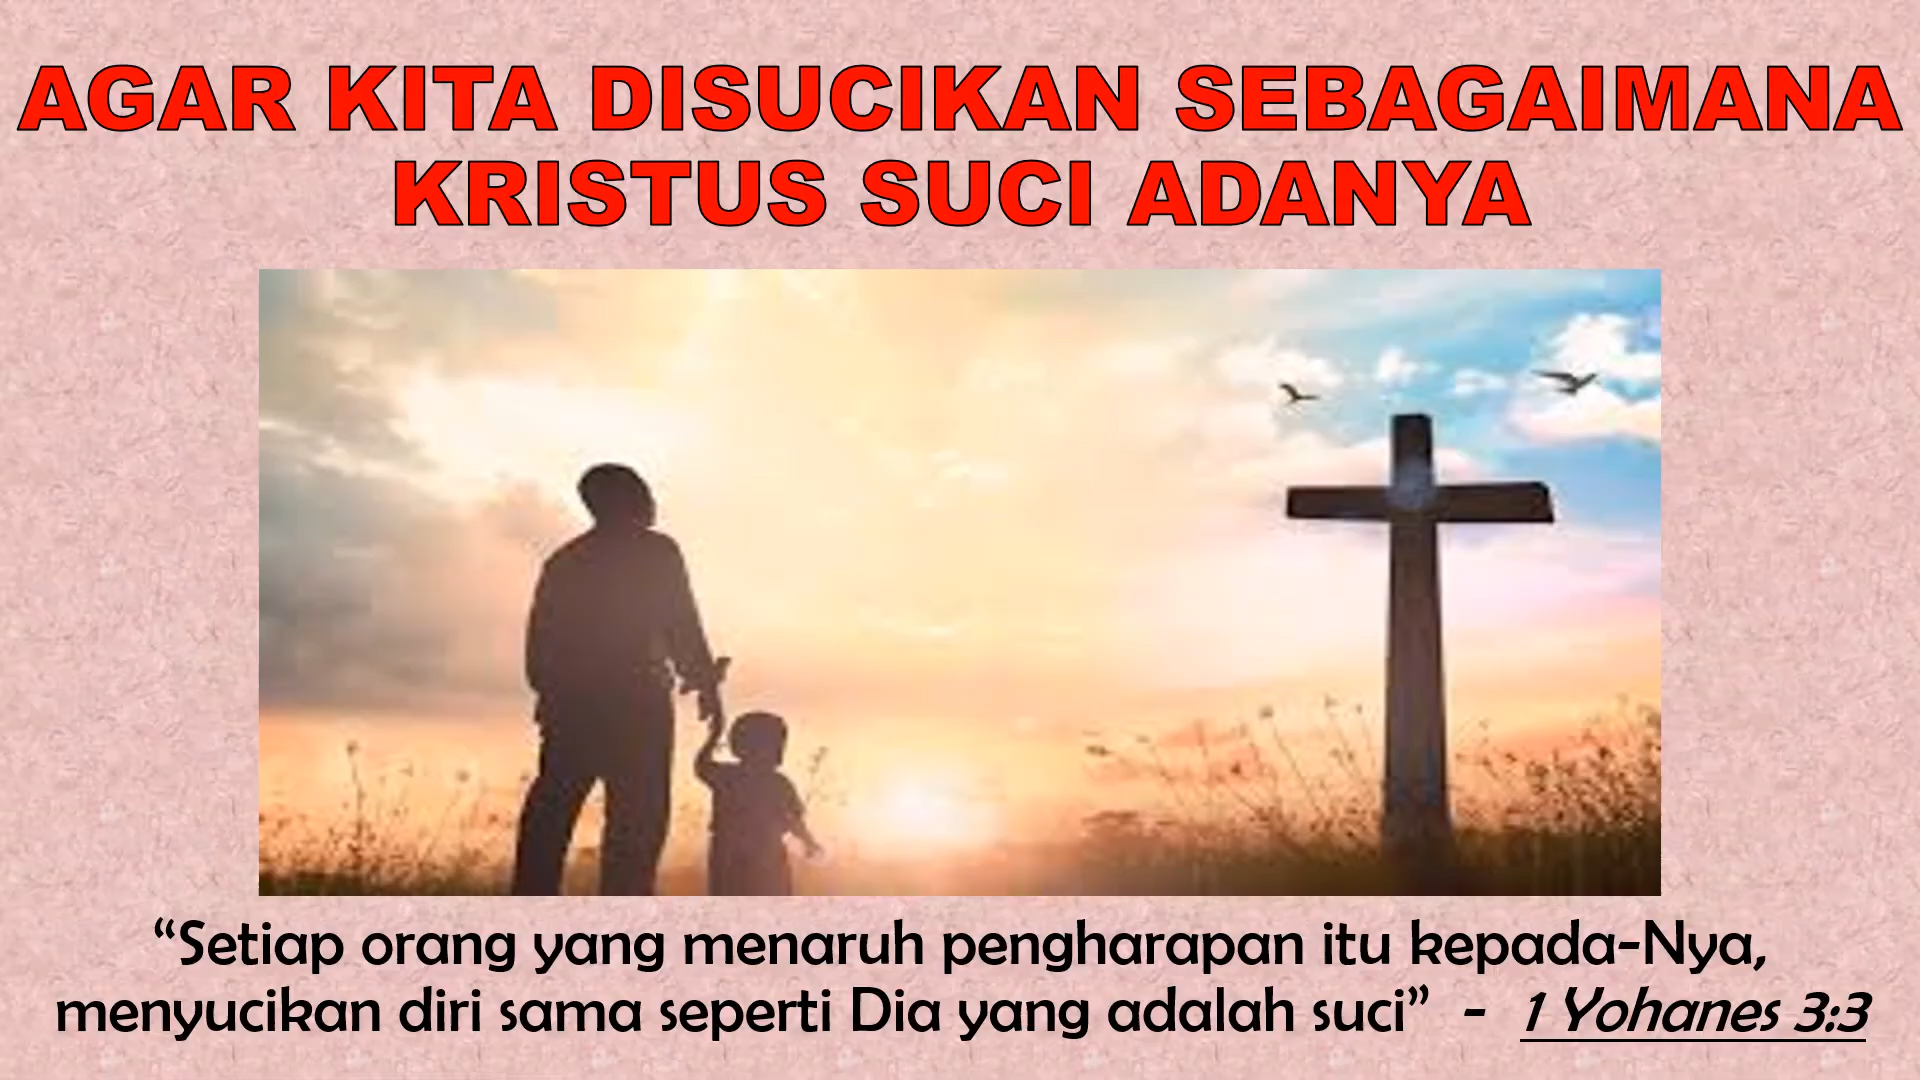 AGAR KITA DISUCIKAN SEBAGAIMANA
KRISTUS SUCI ADANYA
“Setiap orang yang menaruh pengharapan itu kepada-Nya,
menyucikan diri sama seperti Dia yang adalah suci” - 1 Yohanes 3:3